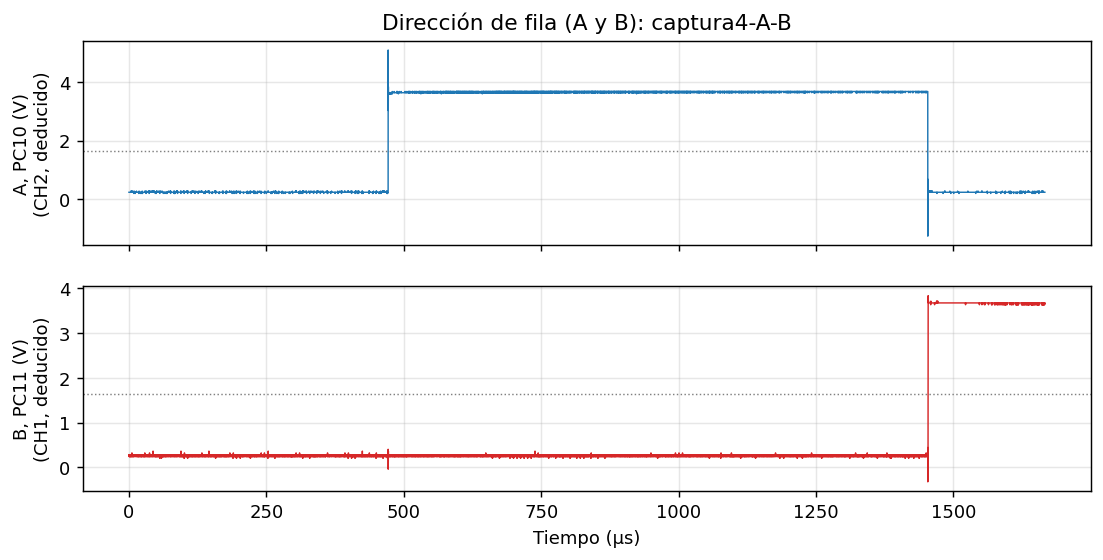 Dirección de fila (A y B): captura4-A-B
A, PC10 (V)
(CH2, deducido)
4
2
0
B, PC11 (V)
(CH1, deducido)
4
3
2
1
0
0
250
500
750
1000
1250
1500
Tiempo (µs)